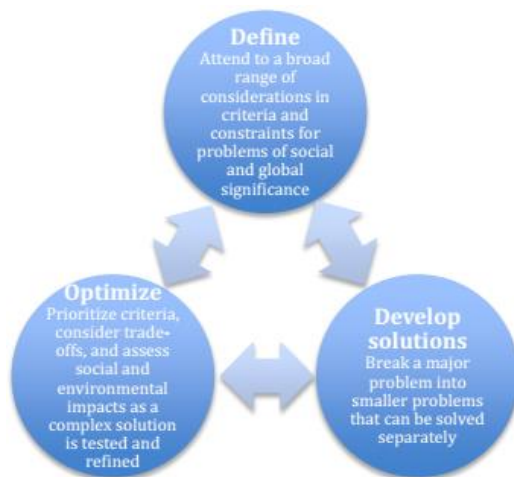 Define
Attend to a broad
range of
considerations in
criteria and
constraints for
problems of social
and global
significance
Optimize
Prioritize criteria,
consider trade-
offs, and assess
social and
environmental
impacts as a
complex solution
is tested and
refined
Develop
solutions
Break a major
problem into
smaller problems
that can be solved
separately